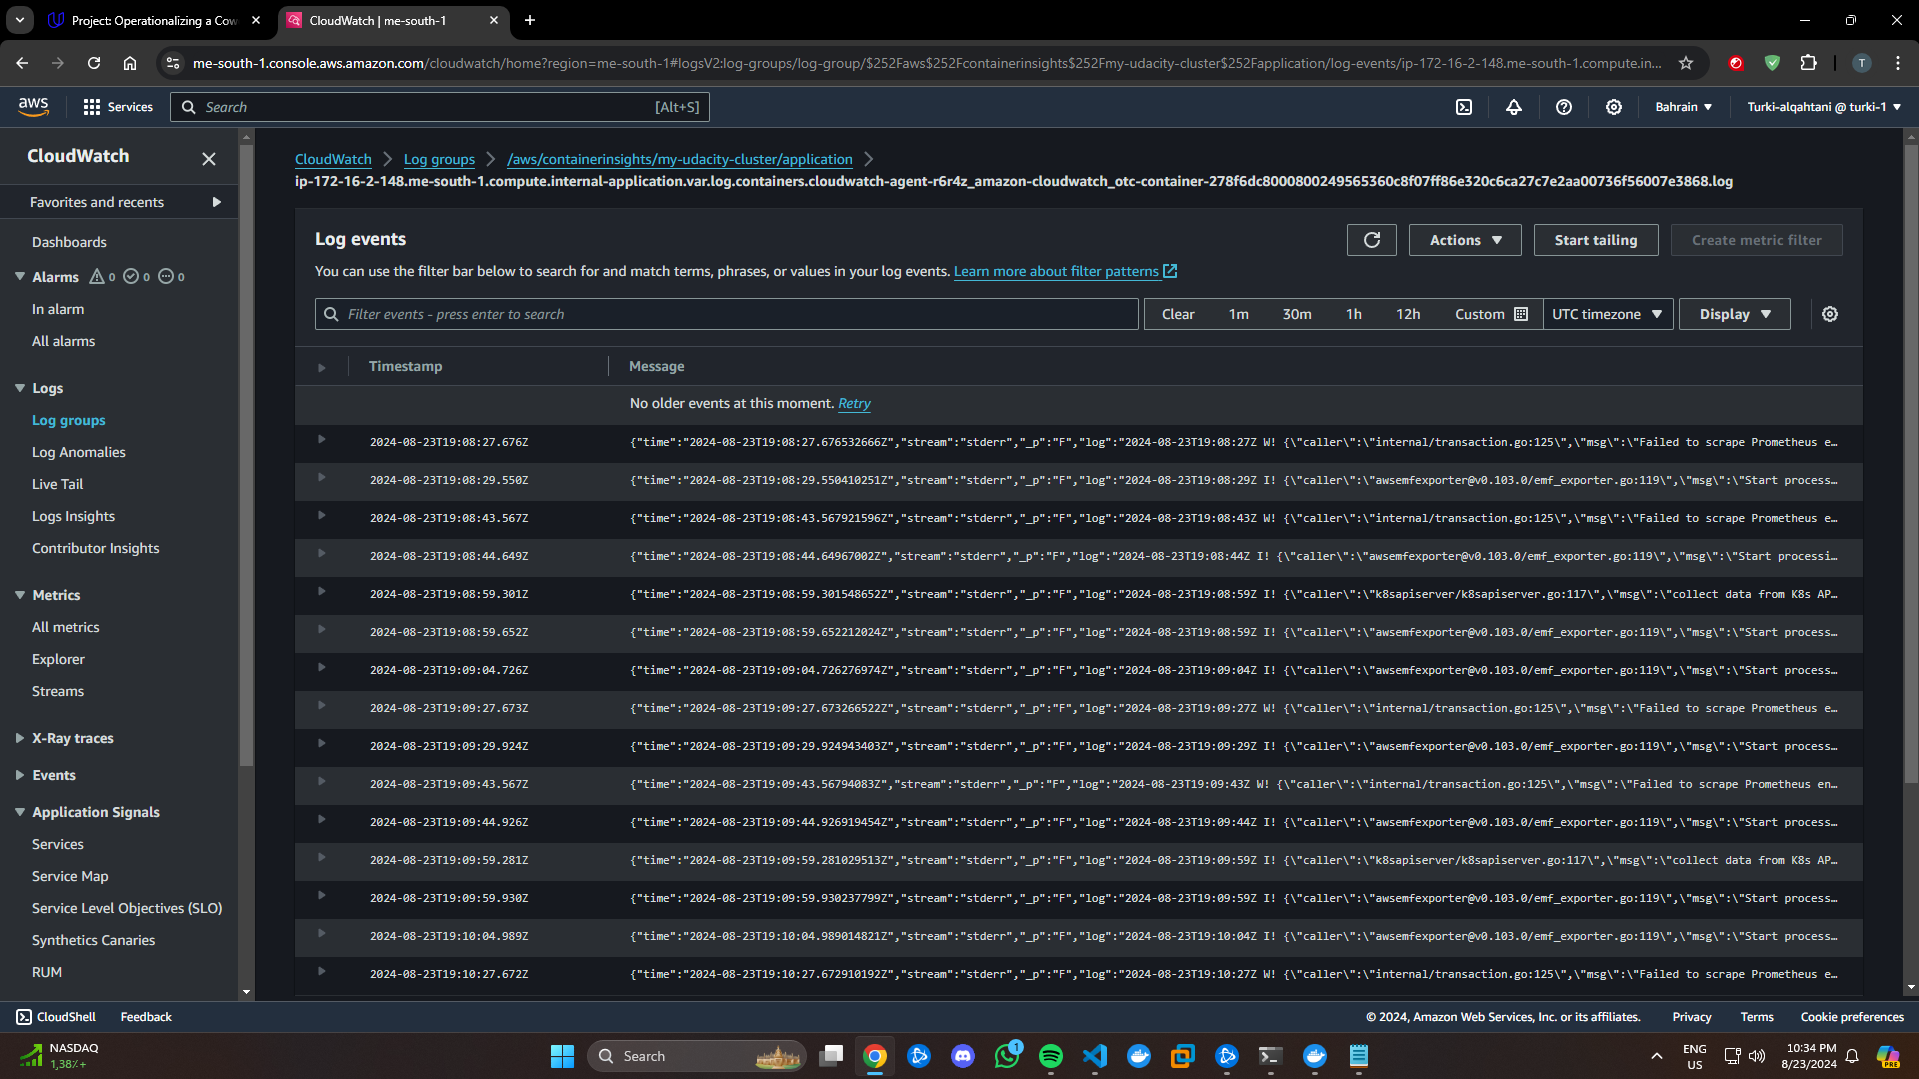 Project: Operationalizing a Cow
CloudWatch | me-south-1
me-south-1.console.aws.amazon.com/cloudwatch/home?region=me-south-1#logsV2:log-groups/log-group/$252Faws$252Fcontainerinsights$252Fmy-udacity-cluster$252Fapplication/log-events/ip-172-16-2-148.me-south-1.compute.in...
T
aws
Services
Search
[Alt+S]
Bahrain
Turki-alqahtani @ turki-1
CloudWatch
Favorites and recents
Dashboards
Alarms 0 0 0
In alarm
All alarms
Logs
Log groups
Log Anomalies
Live Tail
Logs Insights
Contributor Insights
Metrics
All metrics
Explorer
Streams
X-Ray traces
Events
Application Signals
Services
Service Map
Service Level Objectives (SLO)
Synthetics Canaries
RUM
CloudWatch
Log groups
/aws/containerinsights/my-udacity-cluster/application
ip-172-16-2-148.me-south-1.compute.internal-application.var.log.containers.cloudwatch-agent-r6r4z_amazon-cloudwatch_otc-container-278f6dc8000800249565360c8f07ff86e320c6ca27c7e2aa00736f56007e3868.log
Log events
Actions
Start tailing
Create metric filter
You can use the filter bar below to search for and match terms, phrases, or values in your log events. Learn more about filter patterns
Filter events - press enter to search
Clear
1m
30m
1h
12h
Custom
UTC timezone
Display
Timestamp
Message
No older events at this moment. Retry
2024-08-23T19:08:27.676Z {"time":"2024-08-23T19:08:27.676532666Z","stream":"stderr","_p":"F","log":"2024-08-23T19:08:27Z W! {\"caller\":\"internal/transaction.go:125\",\"msg\":\"Failed to scrape Prometheus e…
2024-08-23T19:08:29.550Z {"time":"2024-08-23T19:08:29.550410251Z","stream":"stderr","_p":"F","log":"2024-08-23T19:08:29Z I! {\"caller\":\"awsemfexporter@v0.103.0/emf_exporter.go:119\",\"msg\":\"Start process…
2024-08-23T19:08:43.567Z {"time":"2024-08-23T19:08:43.567921596Z","stream":"stderr","_p":"F","log":"2024-08-23T19:08:43Z W! {\"caller\":\"internal/transaction.go:125\",\"msg\":\"Failed to scrape Prometheus e…
2024-08-23T19:08:44.649Z {"time":"2024-08-23T19:08:44.64967002Z","stream":"stderr","_p":"F","log":"2024-08-23T19:08:44Z I! {\"caller\":\"awsemfexporter@v0.103.0/emf_exporter.go:119\",\"msg\":\"Start processi…
2024-08-23T19:08:59.301Z {"time":"2024-08-23T19:08:59.301548652Z","stream":"stderr","_p":"F","log":"2024-08-23T19:08:59Z I! {\"caller\":\"k8sapiserver/k8sapiserver.go:117\",\"msg\":\"collect data from K8s AP…
2024-08-23T19:08:59.652Z {"time":"2024-08-23T19:08:59.652212024Z","stream":"stderr","_p":"F","log":"2024-08-23T19:08:59Z I! {\"caller\":\"awsemfexporter@v0.103.0/emf_exporter.go:119\",\"msg\":\"Start process…
2024-08-23T19:09:04.726Z {"time":"2024-08-23T19:09:04.726276974Z","stream":"stderr","_p":"F","log":"2024-08-23T19:09:04Z I! {\"caller\":\"awsemfexporter@v0.103.0/emf_exporter.go:119\",\"msg\":\"Start process…
2024-08-23T19:09:27.673Z {"time":"2024-08-23T19:09:27.673266522Z","stream":"stderr","_p":"F","log":"2024-08-23T19:09:27Z W! {\"caller\":\"internal/transaction.go:125\",\"msg\":\"Failed to scrape Prometheus e…
2024-08-23T19:09:29.924Z {"time":"2024-08-23T19:09:29.924943403Z","stream":"stderr","_p":"F","log":"2024-08-23T19:09:29Z I! {\"caller\":\"awsemfexporter@v0.103.0/emf_exporter.go:119\",\"msg\":\"Start process…
2024-08-23T19:09:43.567Z {"time":"2024-08-23T19:09:43.56794083Z","stream":"stderr","_p":"F","log":"2024-08-23T19:09:43Z W! {\"caller\":\"internal/transaction.go:125\",\"msg\":\"Failed to scrape Prometheus en…
2024-08-23T19:09:44.926Z {"time":"2024-08-23T19:09:44.926919454Z","stream":"stderr","_p":"F","log":"2024-08-23T19:09:44Z I! {\"caller\":\"awsemfexporter@v0.103.0/emf_exporter.go:119\",\"msg\":\"Start process…
2024-08-23T19:09:59.281Z {"time":"2024-08-23T19:09:59.281029513Z","stream":"stderr","_p":"F","log":"2024-08-23T19:09:59Z I! {\"caller\":\"k8sapiserver/k8sapiserver.go:117\",\"msg\":\"collect data from K8s AP…
2024-08-23T19:09:59.930Z {"time":"2024-08-23T19:09:59.930237799Z","stream":"stderr","_p":"F","log":"2024-08-23T19:09:59Z I! {\"caller\":\"awsemfexporter@v0.103.0/emf_exporter.go:119\",\"msg\":\"Start process…
2024-08-23T19:10:04.989Z {"time":"2024-08-23T19:10:04.989014821Z","stream":"stderr","_p":"F","log":"2024-08-23T19:10:04Z I! {\"caller\":\"awsemfexporter@v0.103.0/emf_exporter.go:119\",\"msg\":\"Start process…
2024-08-23T19:10:27.672Z {"time":"2024-08-23T19:10:27.672910192Z","stream":"stderr","_p":"F","log":"2024-08-23T19:10:27Z W! {\"caller\":\"internal/transaction.go:125\",\"msg\":\"Failed to scrape Prometheus e…
CloudShell
Feedback
© 2024, Amazon Web Services, Inc. or its affiliates.
Privacy
Terms
Cookie preferences
NASDAQ
1,38٪+
Search
1
ENG
US
10:34 PM
8/23/2024
PRE